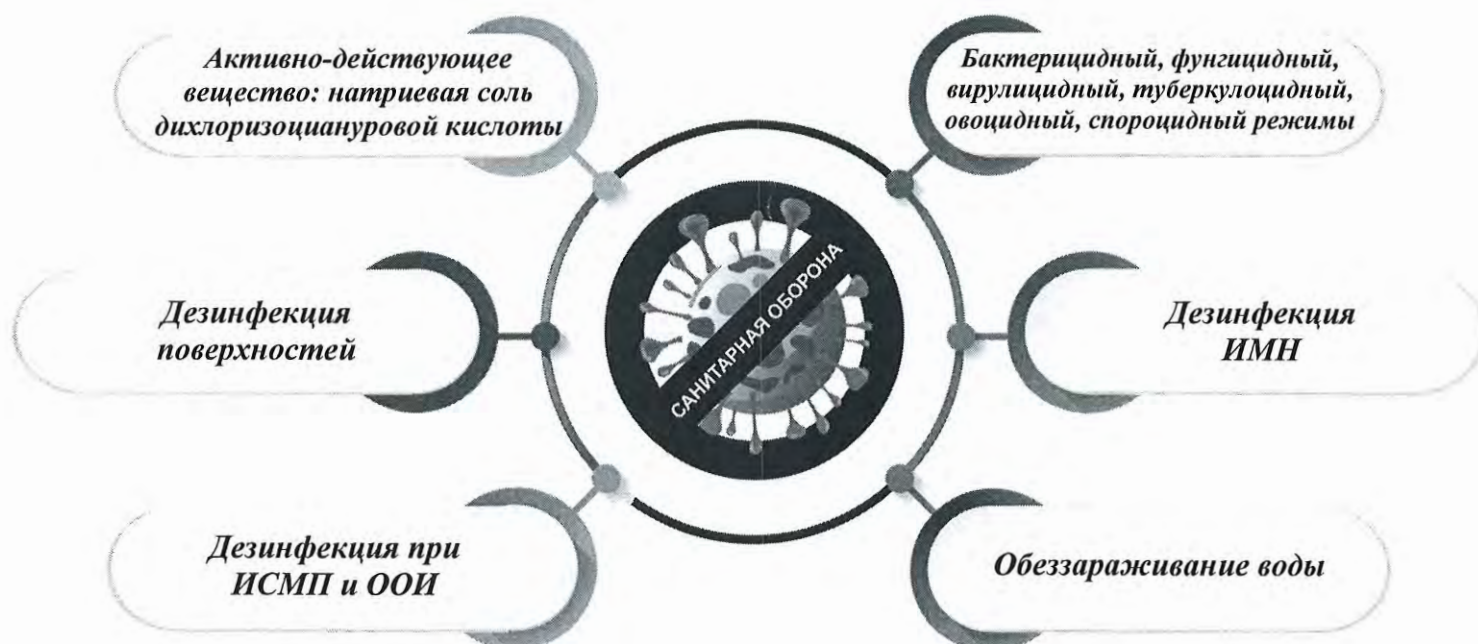 Активно-действующее
вещество: натриевая соль
дихлоризоциануровой кислоты
Бактерицидный, фунгицидный,
вирулицидный, туберкулоцидный,
овоцидный, спороцидный режимы
Дезинфекция
поверхностей
САНИТАРНАЯ ОБОРОНА
Дезинфекция
ИМН
Дезинфекция при
ИСМП и ООИ
Обеззараживание воды